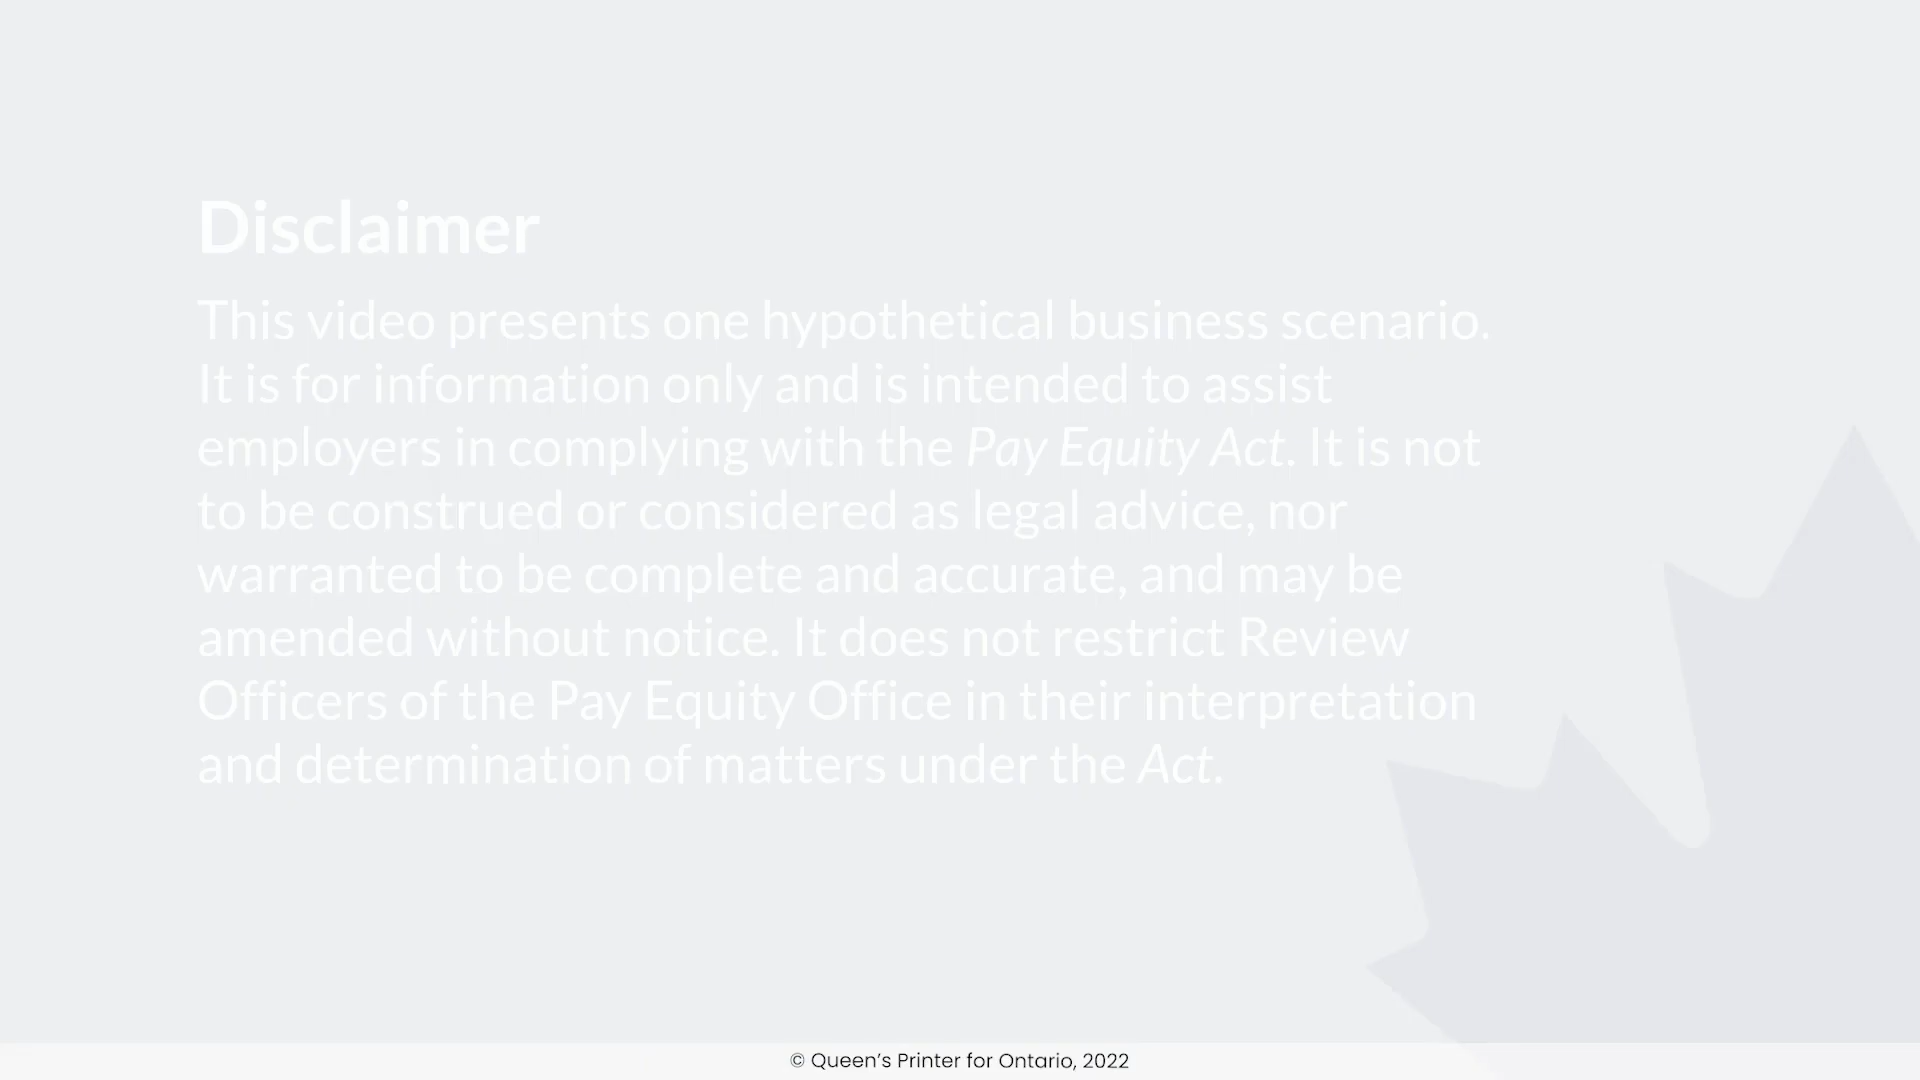 Disclaimer
This video presents one hypothetical business scenario.
It is for information only and is intended to assist
employers in complying with the Pay Equity Act. It is not
to be construed or considered as legal advice, nor
warranted to be complete and accurate, and may be
amended without notice. It does not restrict Review
Officers of the Pay Equity Office in their interpretation
and determination of matters under the Act.
© Queen’s Printer for Ontario, 2022